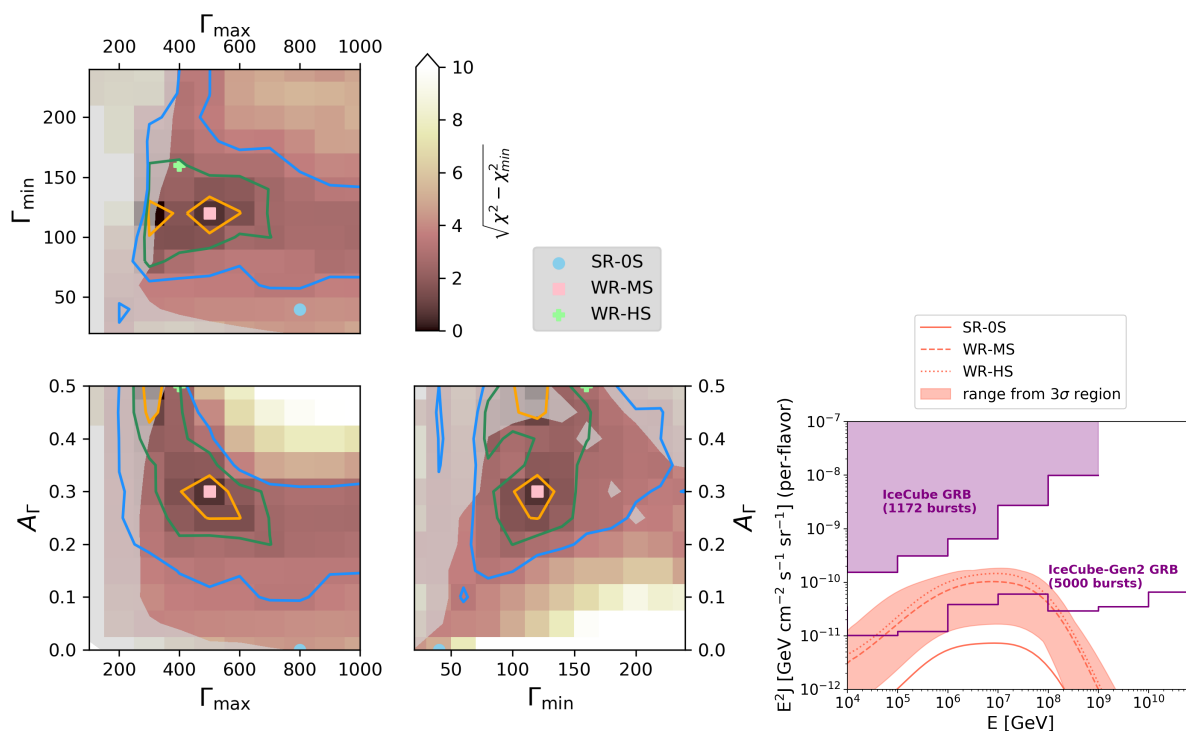 Γmax
200 400 600 800 1000
Γmin
200
150
100
50
10
8
6
4
2
0
√χ² − χ²min
SR-0S
WR-MS
WR-HS
AΓ
0.5
0.4
0.3
0.2
0.1
0.0
200 400 600 800 1000
Γmax
0.5
0.4
0.3
0.2
0.1
0.0
AΓ
50 100 150 200
Γmin
SR-0S
WR-MS
WR-HS
range from 3σ region
E²J [GeV cm⁻² s⁻¹ sr⁻¹] (per-flavor)
10⁻⁷
10⁻⁸
10⁻⁹
10⁻¹⁰
10⁻¹¹
10⁻¹²
IceCube GRB
(1172 bursts)
IceCube-Gen2 GRB
(5000 bursts)
10⁴ 10⁵ 10⁶ 10⁷ 10⁸ 10⁹ 10¹⁰
E [GeV]